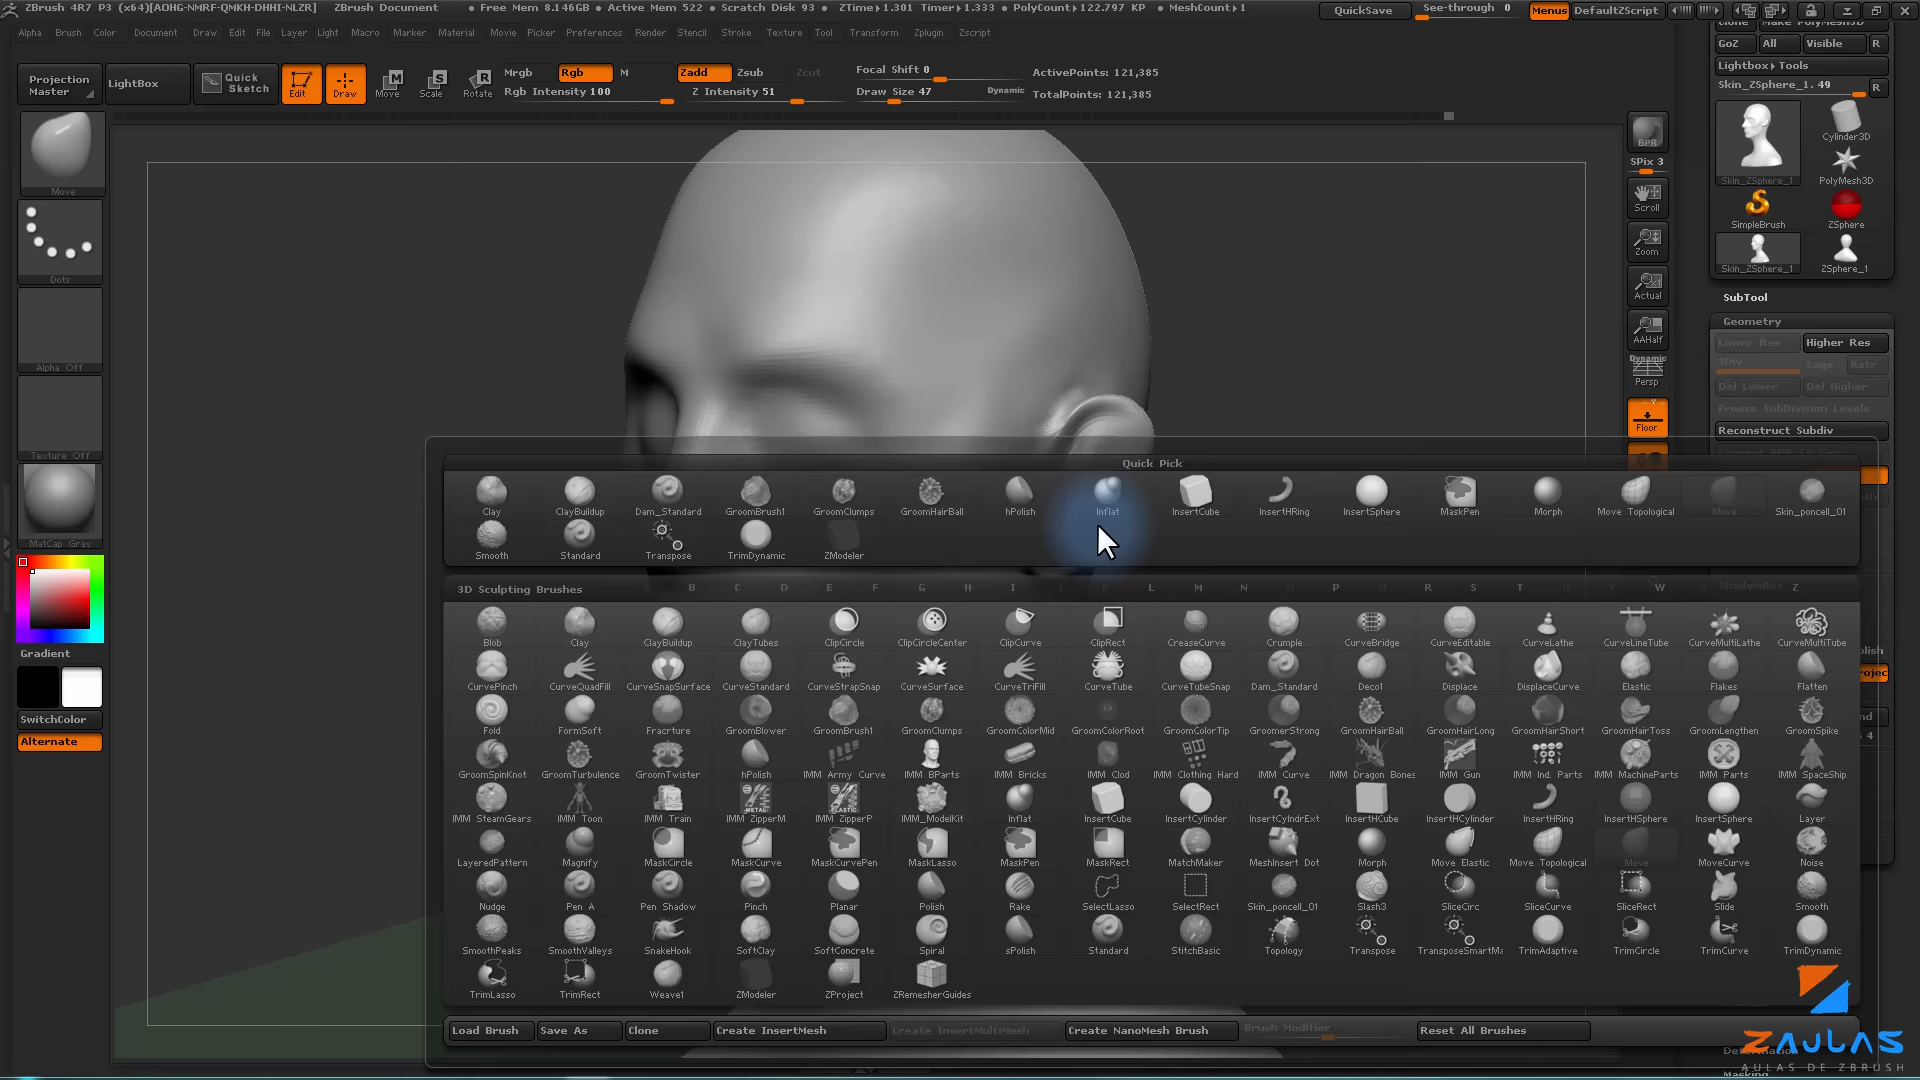 ZBrush 4R7 P3 (x64)[AOHG-NMRF-QMKH-DHHI-NLZR] ZBrush Document ● Free Mem 8.146GB ● Active Mem 522 ● Scratch Disk 93 ● ZTime▸1.301 Timer▸1.333 ● PolyCount▸122.797 KP ● MeshCount▸1 QuickSave See-through 0 Menus DefaultZScript
Alpha Brush Color Document Draw Edit File Layer Light Macro Marker Material Movie Picker Preferences Render Stencil Stroke Texture Tool Transform Zplugin Zscript
GoZ All Visible R
Lightbox▸Tools
Skin_ZSphere_1. 49 R
Projection Master
LightBox
Quick Sketch
Edit Draw Move Scale Rotate
Mrgb Rgb M
Rgb Intensity 100
Zadd Zsub Zcut
Z Intensity 51
Focal Shift 0
Draw Size 47 Dynamic
ActivePoints: 121,385
TotalPoints: 121,385
Move
Dots
Alpha Off
Texture Off
MatCap Gray
Gradient
SwitchColor
Alternate
BPR
SPix 3
Scroll
Zoom
Actual
AAHalf
Dynamic
Persp
Floor
Skin_ZSphere_1 Cylinder3D
PolyMesh3D
SimpleBrush ZSphere
Skin_ZSphere_1 ZSphere_1
SubTool
Geometry
Lower Res Higher Res
SDiv Cage Rstr
Del Lower Del Higher
Freeze SubDivision Levels
Reconstruct Subdiv
Quick Pick
Clay ClayBuildup Dam_Standard GroomBrush1 GroomClumps GroomHairBall hPolish Inflat InsertCube InsertHRing InsertSphere MaskPen Morph Move Topological Move Skin_poncell_01
Smooth Standard Transpose TrimDynamic ZModeler
3D Sculpting Brushes B C D E F G H I K L M N O P Q R S T U V W X Z
Blob Clay ClayBuildup ClayTubes ClipCircle ClipCircleCenter ClipCurve ClipRect CreaseCurve Crumple CurveBridge CurveEditable CurveLathe CurveLineTube CurveMultiLathe CurveMultiTube
CurvePinch CurveQuadFill CurveSnapSurface CurveStandard CurveStrapSnap CurveSurface CurveTriFill CurveTube CurveTubeSnap Dam_Standard Deco1 Displace DisplaceCurve Elastic Flakes Flatten
Fold FormSoft Fracrture GroomBlower GroomBrush1 GroomClumps GroomColorMid GroomColorRoot GroomColorTip GroomerStrong GroomHairBall GroomHairLong GroomHairShort GroomHairToss GroomLengthen GroomSpike
GroomSpinKnot GroomTurbulence GroomTwister hPolish IMM Army Curve IMM BParts IMM Bricks IMM Clod IMM Clothing Hard IMM Curve IMM Dragon Bones IMM Gun IMM Ind. Parts IMM MachineParts IMM Parts IMM SpaceShip
IMM SteamGears IMM Toon IMM Train IMM ZipperM IMM ZipperP IMM_ModelKit Inflat InsertCube InsertCylinder InsertCylndrExt InsertHCube InsertHCylinder InsertHRing InsertHSphere InsertSphere Layer
LayeredPattern Magnify MaskCircle MaskCurve MaskCurvePen MaskLasso MaskPen MaskRect MatchMaker MeshInsert Dot Morph Move Elastic Move Topological Move MoveCurve Noise
Nudge Pen A Pen Shadow Pinch Planar Polish Rake SelectLasso SelectRect Skin_poncell_01 Slash3 SliceCirc SliceCurve SliceRect Slide Smooth
SmoothPeaks SmoothValleys SnakeHook SoftClay SoftConcrete Spiral sPolish Standard StitchBasic Topology Transpose TransposeSmartMa TrimAdaptive TrimCircle TrimCurve TrimDynamic
TrimLasso TrimRect Weave1 ZModeler ZProject ZRemesherGuides
Load Brush Save As Clone Create InsertMesh Create InsertMultiMesh Create NanoMesh Brush Brush Modifier Reset All Brushes
ZAULAS
AULAS DE ZBRUSH